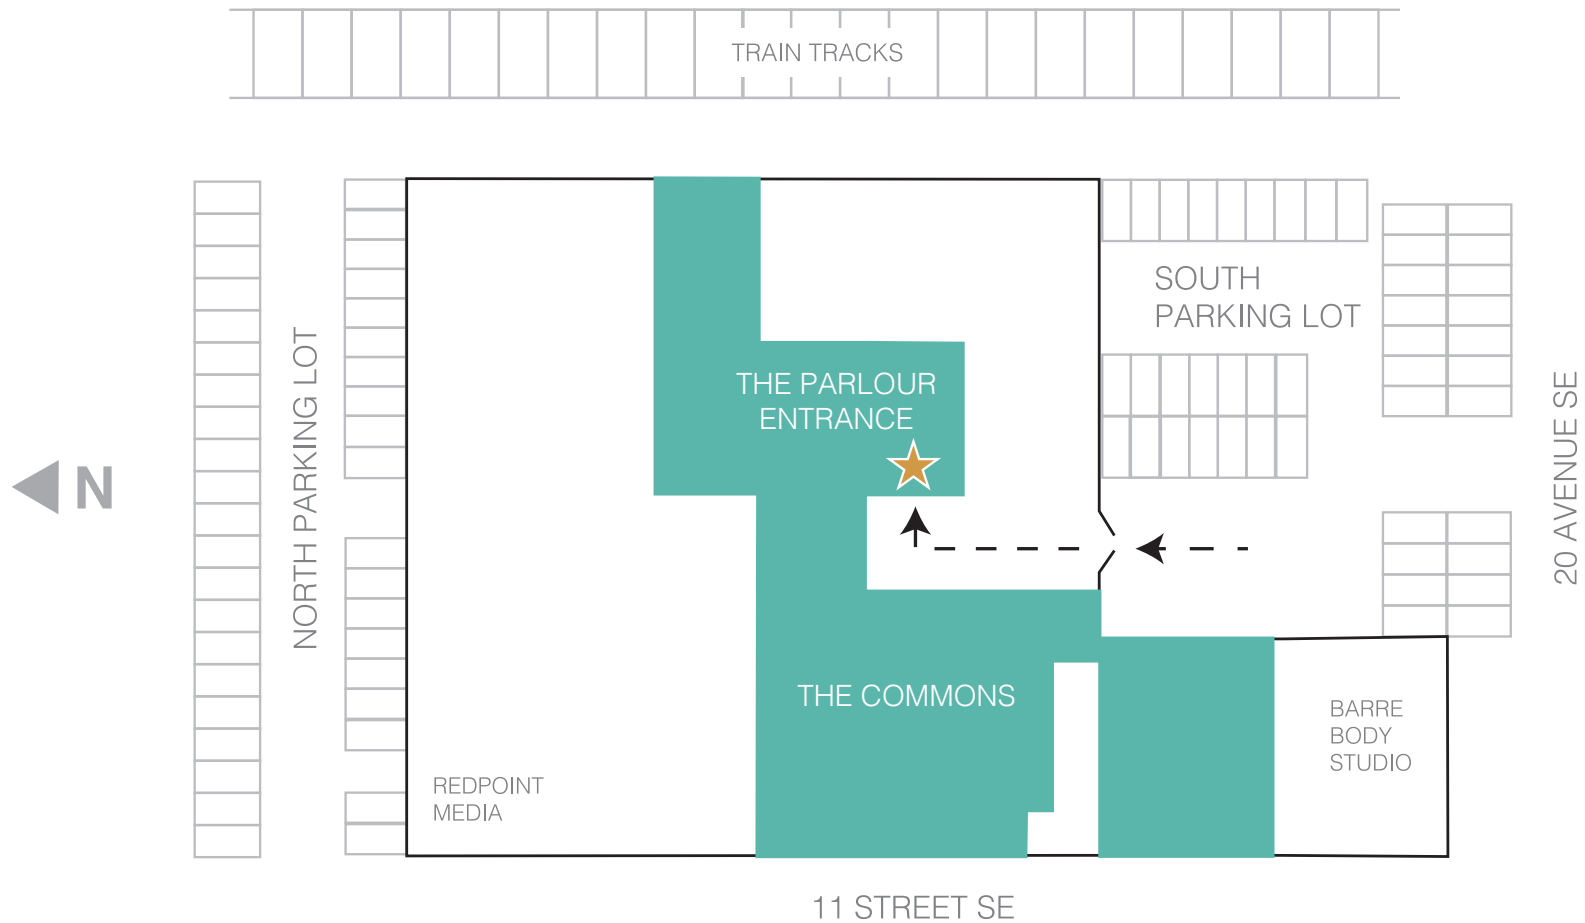 TRAIN TRACKS
SOUTH
PARKING LOT
NORTH PARKING LOT
THE PARLOUR
ENTRANCE
20 AVENUE SE
N
THE COMMONS
BARRE
BODY
STUDIO
REDPOINT
MEDIA
11 STREET SE